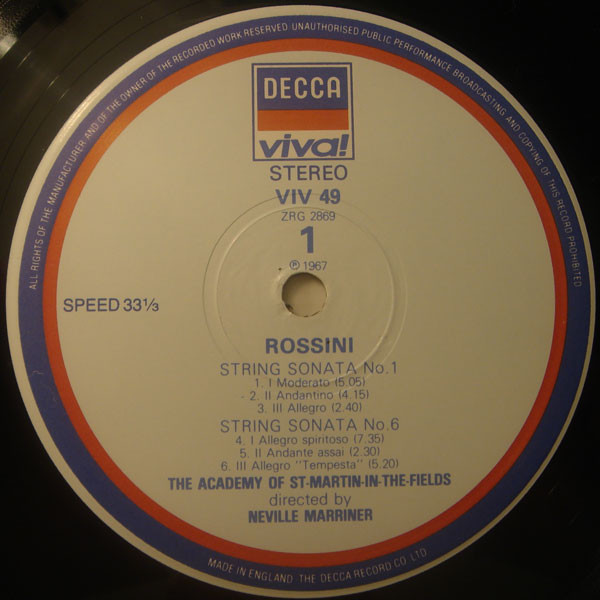 ALL RIGHTS OF THE MANUFACTURER AND OF THE OWNER OF THE RECORDED WORK RESERVED UNAUTHORISED PUBLIC PERFORMANCE BROADCASTING AND COPYING OF THIS RECORD PROHIBITED
DECCA
viva!
STEREO
VIV 49
ZRG 2869
1
℗ 1967
SPEED 33⅓
ROSSINI
STRING SONATA No.1
1. I Moderato (5.05)
2. II Andantino (4.15)
3. III Allegro (2.40)
STRING SONATA No.6
4. I Allegro spiritoso (7.35)
5. II Andante assai (2.30)
6. III Allegro "Tempesta" (5.20)
THE ACADEMY OF ST-MARTIN-IN-THE-FIELDS
directed by
NEVILLE MARRINER
MADE IN ENGLAND THE DECCA RECORD CO LTD